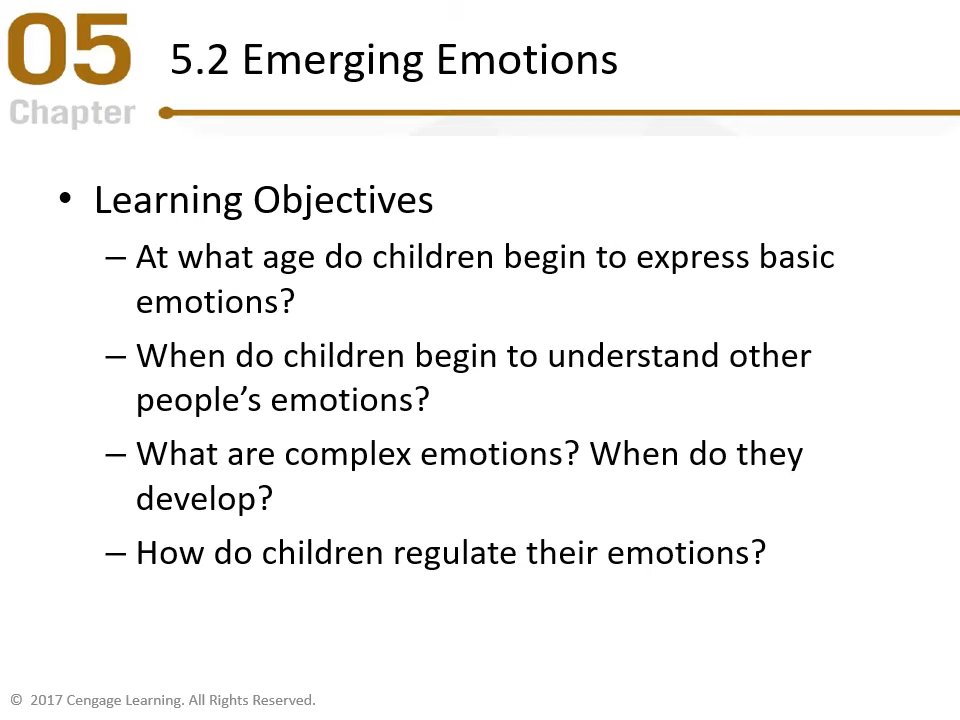 05
Chapter
5.2 Emerging Emotions
• Learning Objectives
– At what age do children begin to express basic
emotions?
– When do children begin to understand other
people’s emotions?
– What are complex emotions? When do they
develop?
– How do children regulate their emotions?
© 2017 Cengage Learning. All Rights Reserved.